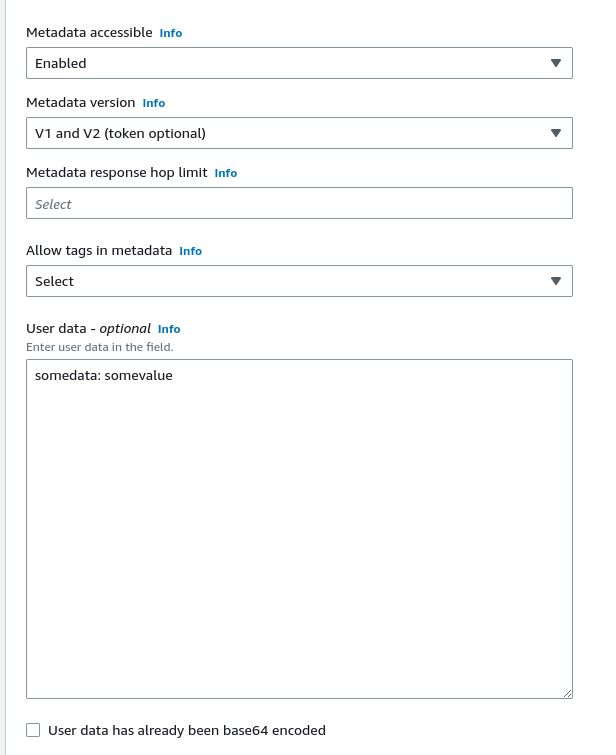 Metadata accessible Info
Enabled
Metadata version Info
V1 and V2 (token optional)
Metadata response hop limit Info
Select
Allow tags in metadata Info
Select
User data - optional Info
Enter user data in the field.
somedata: somevalue
User data has already been base64 encoded